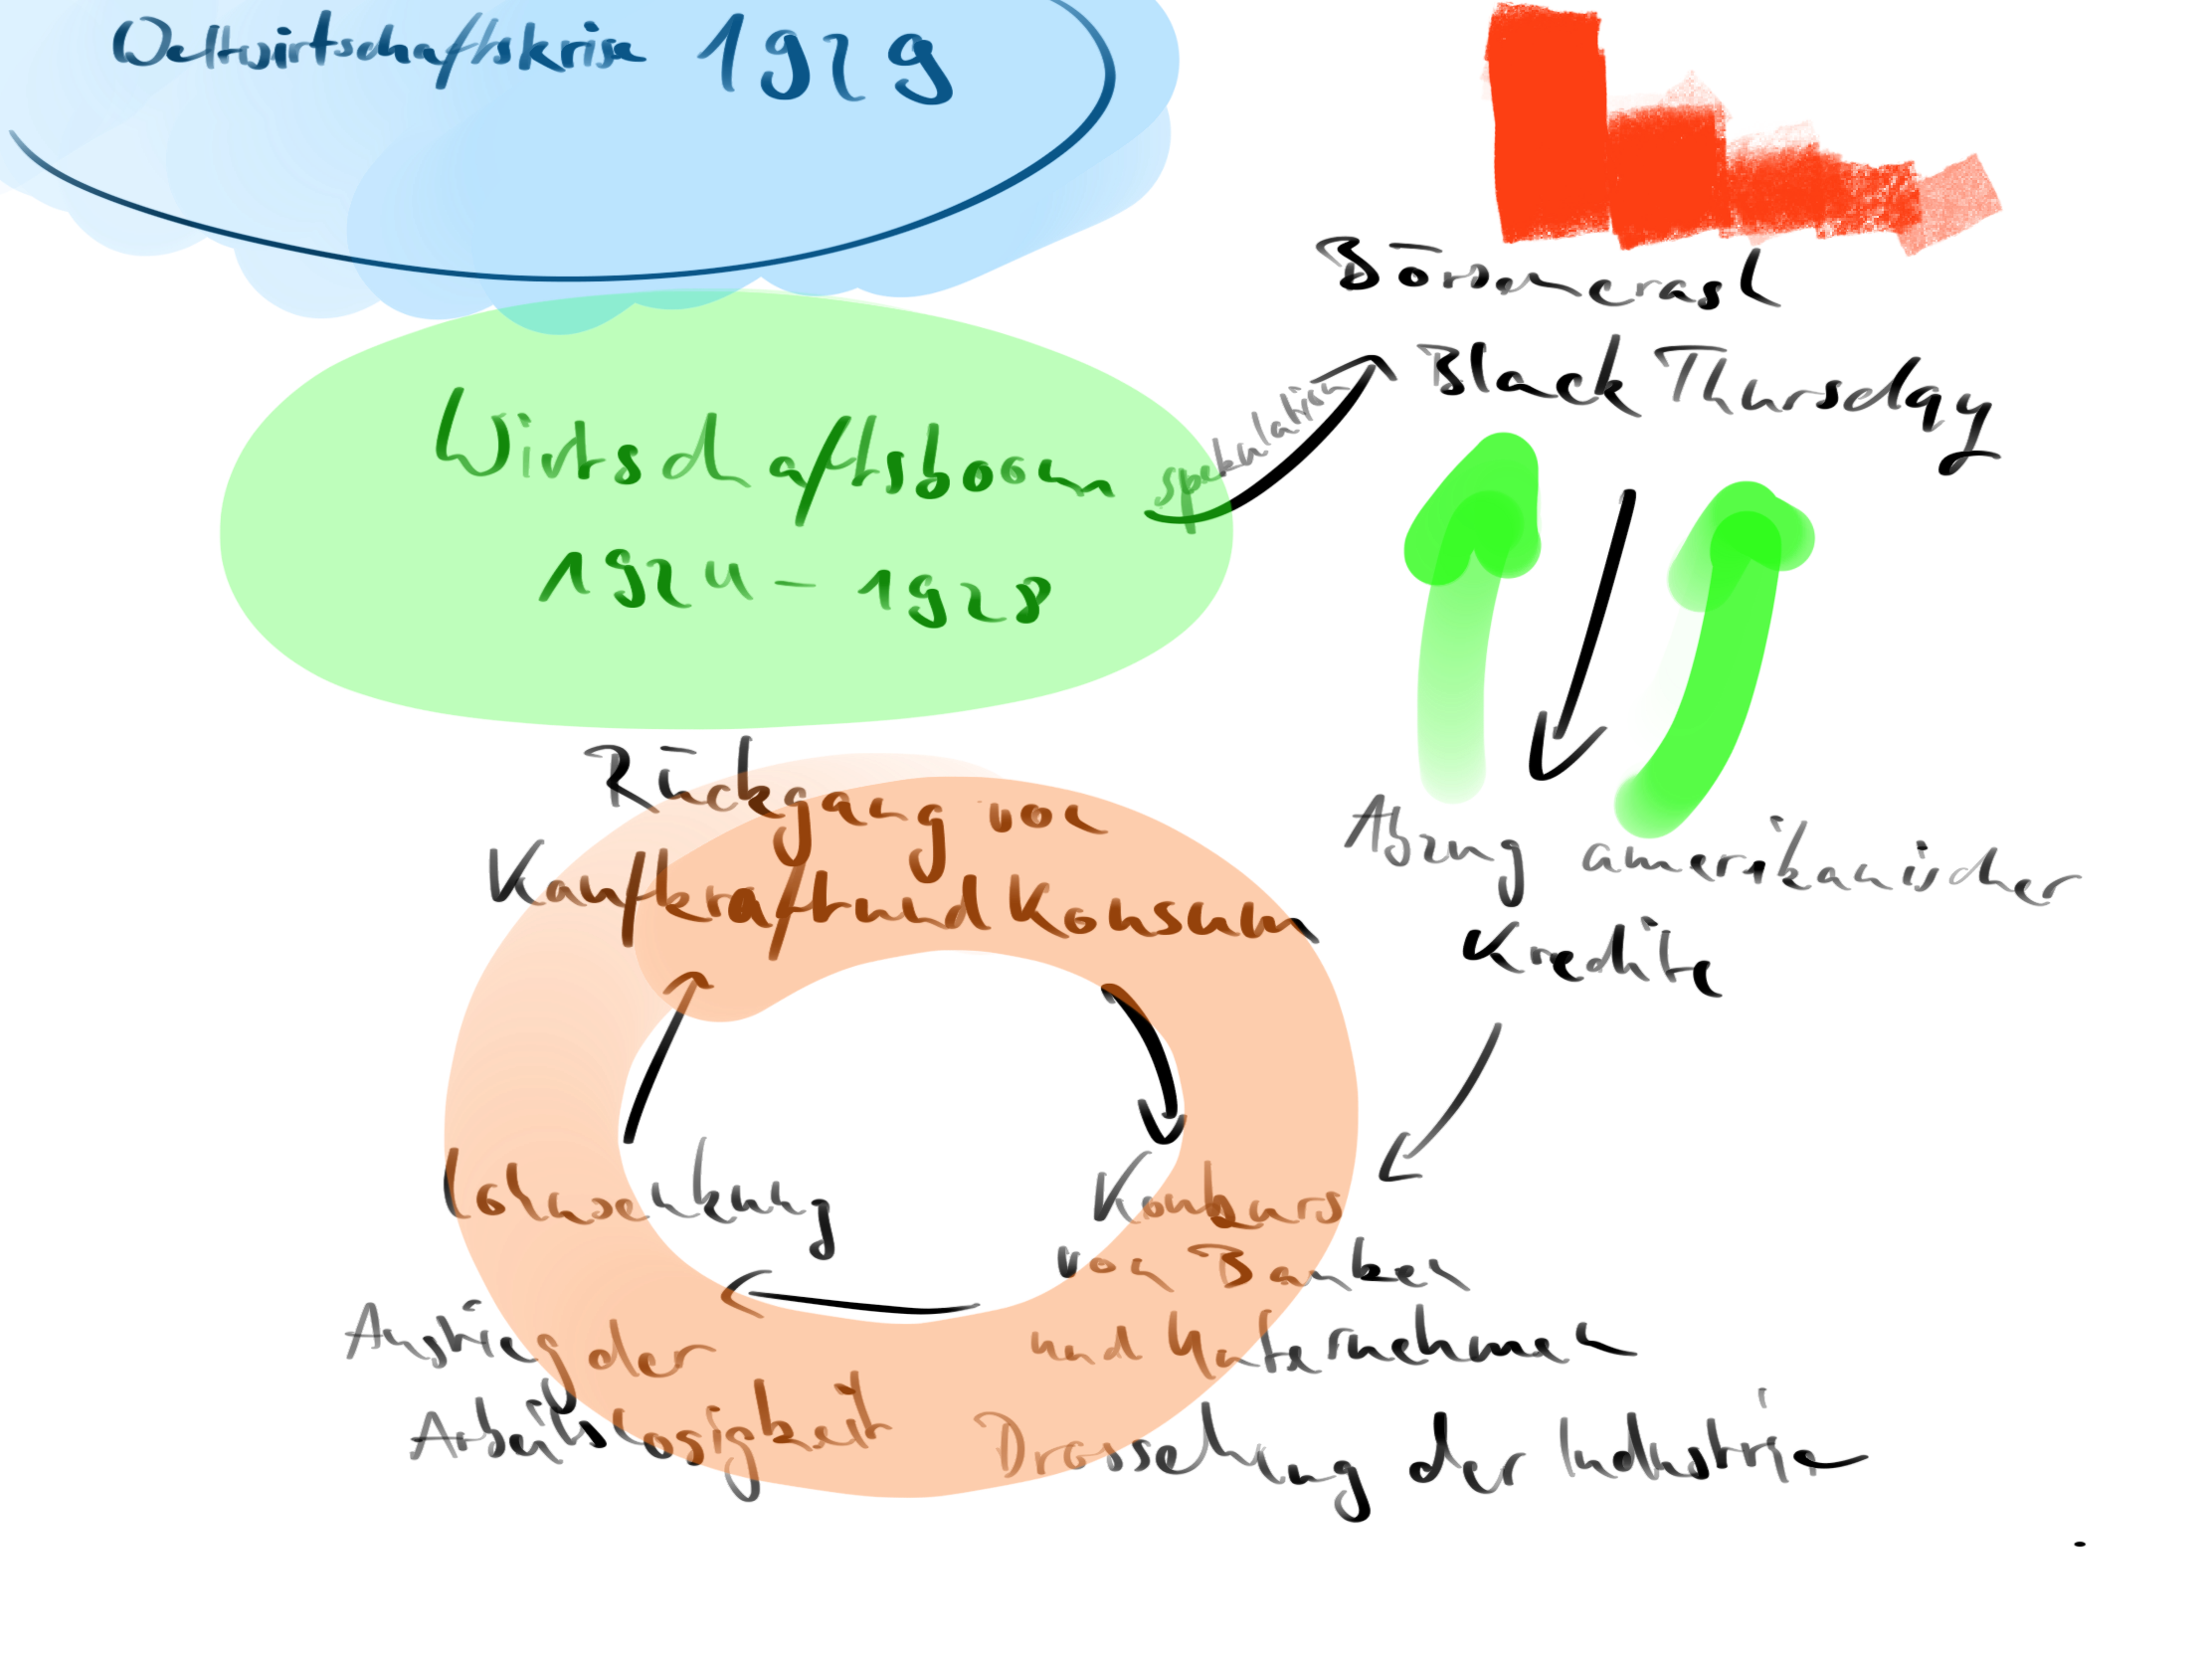 Weltwirtschaftskrise 1929
Wirtschaftsboom
1924 - 1928
spekulation
Börsencrash
Black Thursday
Abzug amerikanischer
Kredite
Rückgang von
Kaufkraft und Konsum
Konkurs
von Banken
und Unternehmen
Drosselung der Industrie
Lohnsenkung
Anstieg der
Arbeitslosigkeit